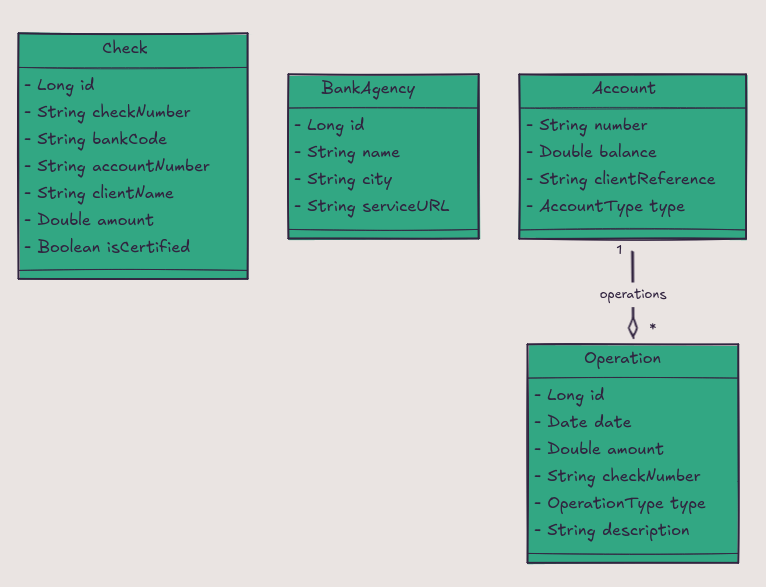 Check
- Long id
- String checkNumber
- String bankCode
- String accountNumber
- String clientName
- Double amount
- Boolean isCertified
BankAgency
- Long id
- String name
- String city
- String serviceURL
Account
- String number
- Double balance
- String clientReference
- AccountType type
1
operations
*
Operation
- Long id
- Date date
- Double amount
- String checkNumber
- OperationType type
- String description